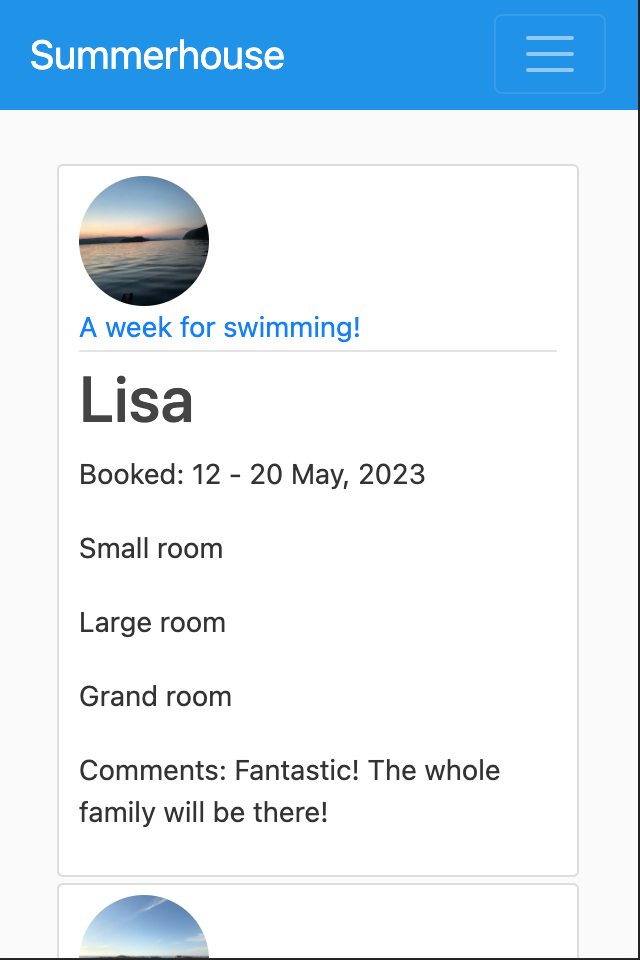 Summerhouse
A week for swimming!
Lisa
Booked: 12 - 20 May, 2023
Small room
Large room
Grand room
Comments: Fantastic! The whole
family will be there!